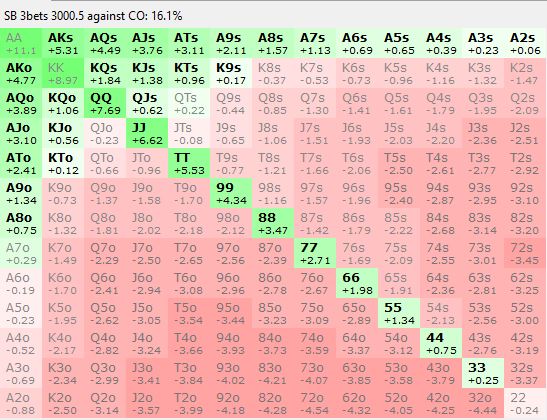 SB 3bets 3000.5 against CO: 16.1%
AA AKs AQs AJs ATs A9s A8s A7s A6s A5s A4s A3s A2s
+11.1 +5.31 +4.49 +3.76 +3.11 +2.11 +1.57 +1.13 +0.69 +0.65 +0.39 +0.23 +0.06
AKo KK KQs KJs KTs K9s K8s K7s K6s K5s K4s K3s K2s
+4.77 +8.97 +1.84 +1.38 +0.96 +0.17 -0.37 -0.53 -0.73 -0.96 -1.16 -1.32 -1.47
AQo KQo QQ QJs QTs Q9s Q8s Q7s Q6s Q5s Q4s Q3s Q2s
+3.89 +1.06 +7.69 +0.62 -0.22 -0.44 -0.85 -1.30 -1.41 -1.61 -1.79 -1.95 -2.09
AJo KJo QJo JJ JTs J9s J8s J7s J6s J5s J4s J3s J2s
+3.10 +0.56 -0.23 +6.62 -0.08 -0.65 -1.06 -1.51 -1.93 -2.03 -2.20 -2.36 -2.51
ATo KTo QTo JTo TT T9s T8s T7s T6s T5s T4s T3s T2s
+2.41 +0.12 -0.66 -0.96 +5.53 -0.77 -1.21 -1.66 -2.06 -2.50 -2.61 -2.77 -2.92
A9o K9o Q9o J9o T9o 99 98s 97s 96s 95s 94s 93s 92s
+1.34 -0.73 -1.37 -1.58 -1.70 +4.34 -1.16 -1.57 -1.96 -2.40 -2.87 -2.95 -3.10
A8o K8o Q8o J8o T8o 98o 88 87s 86s 85s 84s 83s 82s
+0.75 -1.32 -1.81 -2.02 -2.18 -2.12 +3.47 -1.42 -1.79 -2.22 -2.68 -3.14 -3.20
A7o K7o Q7o J7o T7o 97o 87o 77 76s 75s 74s 73s 72s
+0.29 -1.49 -2.29 -2.50 -2.65 -2.56 -2.39 +2.71 -1.69 -2.09 -2.55 -3.01 -3.45
A6o K6o Q6o J6o T6o 96o 86o 76o 66 65s 64s 63s 62s
-0.19 -1.70 -2.41 -2.94 -3.08 -2.96 -2.78 -2.67 +1.98 -1.91 -2.36 -2.81 -3.25
A5o K5o Q5o J5o T5o 95o 85o 75o 65o 55 54s 53s 52s
-0.23 -1.95 -2.62 -3.05 -3.54 -3.44 -3.23 -3.09 -2.89 +1.34 -2.13 -2.56 -3.00
A4o K4o Q4o J4o T4o 94o 84o 74o 64o 54o 44 43s 42s
-0.52 -2.17 -2.82 -3.24 -3.66 -3.93 -3.73 -3.59 -3.37 -3.12 +0.75 -2.76 -3.19
A3o K3o Q3o J3o T3o 93o 83o 73o 63o 53o 43o 33 32s
-0.69 -2.34 -2.99 -3.41 -3.84 -4.02 -4.21 -4.07 -3.85 -3.58 -3.79 +0.25 -3.37
A2o K2o Q2o J2o T2o 92o 82o 72o 62o 52o 42o 32o 22
-0.88 -2.50 -3.14 -3.57 -3.99 -4.18 -4.28 -4.54 -4.32 -4.05 -4.25 -4.44 -0.24